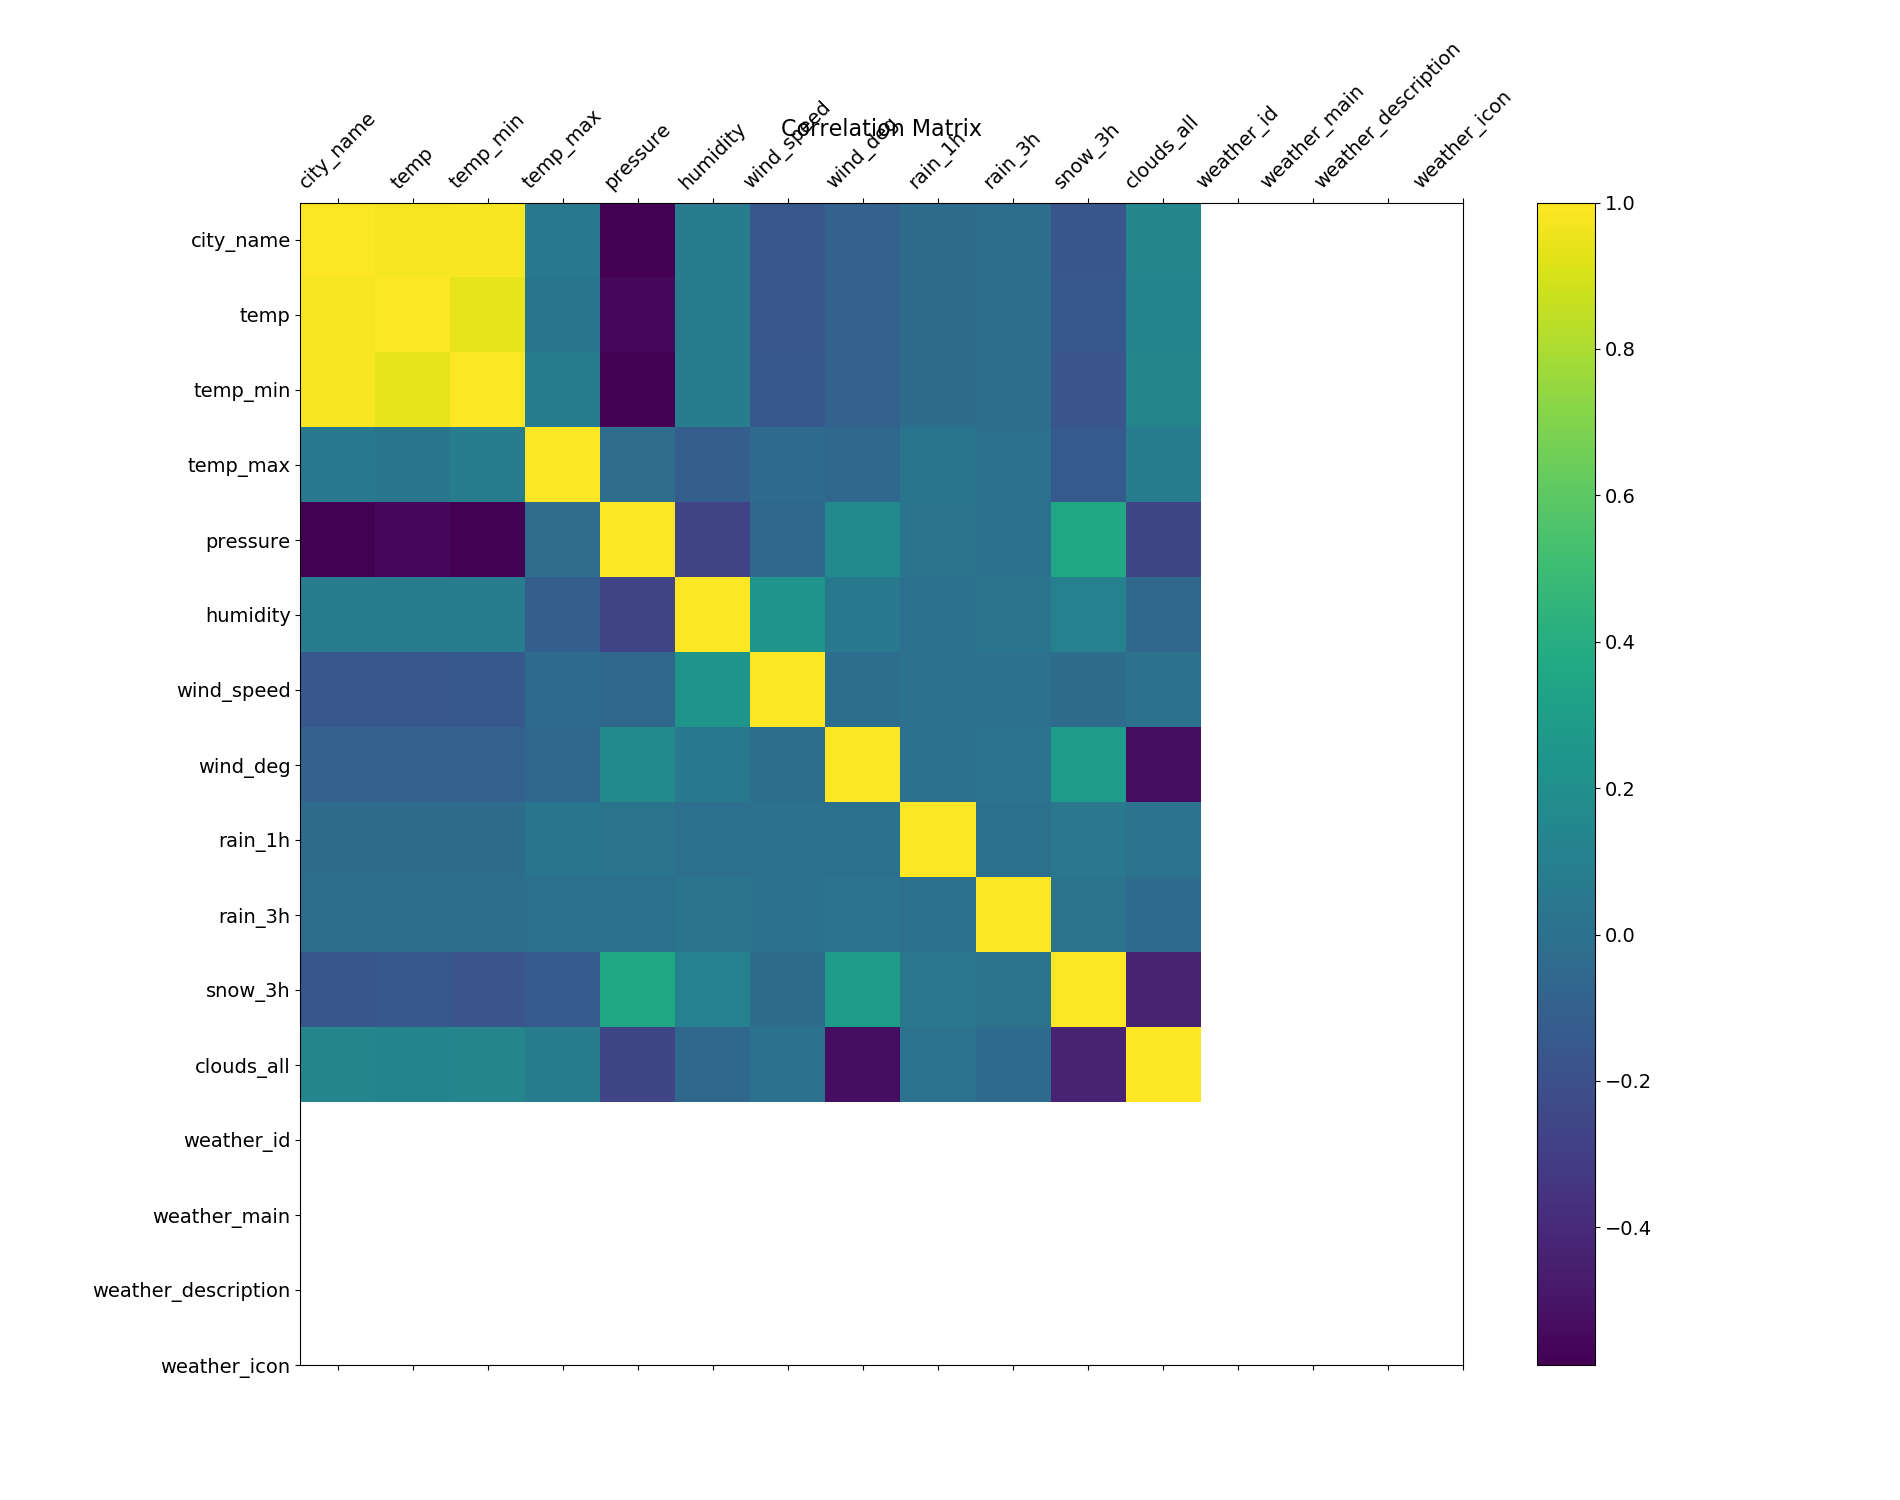 Correlation Matrix
city_name
temp
temp_min
temp_max
pressure
humidity
wind_speed
wind_deg
rain_1h
rain_3h
snow_3h
clouds_all
weather_id
weather_main
weather_description
weather_icon
city_name
temp
temp_min
temp_max
pressure
humidity
wind_speed
wind_deg
rain_1h
rain_3h
snow_3h
clouds_all
weather_id
weather_main
weather_description
weather_icon
1.0
0.8
0.6
0.4
0.2
0.0
−0.2
−0.4